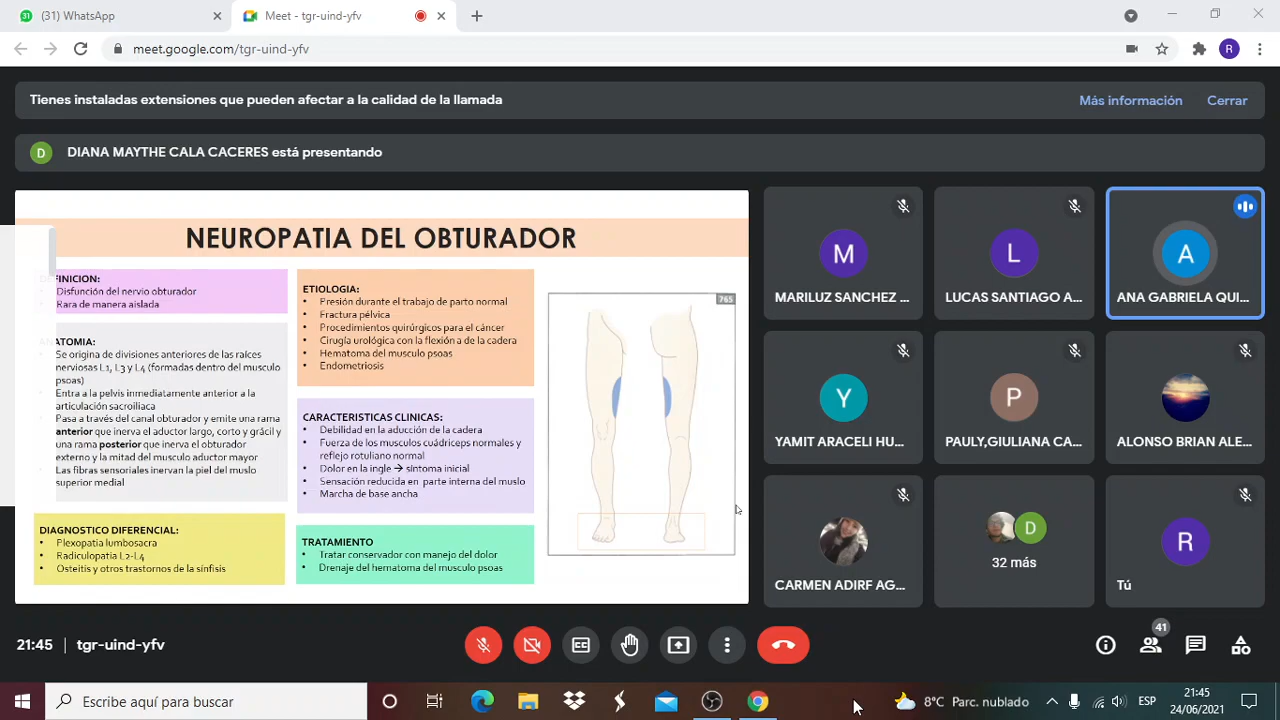 (31) WhatsApp
Meet - tgr-uind-yfv
meet.google.com/tgr-uind-yfv
R
Tienes instaladas extensiones que pueden afectar a la calidad de la llamada
Más información
Cerrar
D
DIANA MAYTHE CALA CACERES está presentando
NEUROPATIA DEL OBTURADOR
DEFINICION:
• Disfunción del nervio obturador
• Rara de manera aislada
ANATOMIA:
• Se origina de divisiones anteriores de las raíces
nerviosas L1, L3 y L4 (formadas dentro del musculo
psoas)
• Entra a la pelvis inmediatamente anterior a la
articulación sacroiliaca
• Pasa a través del canal obturador y emite una rama
anterior que inerva el aductor largo, corto y grácil y
una rama posterior que inerva el obturador
externo y la mitad del musculo aductor mayor
• Las fibras sensoriales inervan la piel del muslo
superior medial
DIAGNOSTICO DIFERENCIAL:
• Plexopatía lumbosacra
• Radiculopatía L2-L4
• Osteítis y otros trastornos de la sínfisis
ETIOLOGIA:
• Presión durante el trabajo de parto normal
• Fractura pélvica
• Procedimientos quirúrgicos para el cáncer
• Cirugía urológica con la flexión a de la cadera
• Hematoma del musculo psoas
• Endometriosis
CARACTERISTICAS CLINICAS:
• Debilidad en la aducción de la cadera
• Fuerza de los musculos cuádriceps normales y
reflejo rotuliano normal
• Dolor en la ingle → síntoma inicial
• Sensación reducida en parte interna del muslo
• Marcha de base ancha
TRATAMIENTO
• Tratar conservador con manejo del dolor
• Drenaje del hematoma del musculo psoas
765
M
MARILUZ SANCHEZ ...
L
LUCAS SANTIAGO A...
A
ANA GABRIELA QUI...
Y
YAMIT ARACELI HU...
P
PAULY,GIULIANA CA...
ALONSO BRIAN ALE...
CARMEN ADIRF AG...
D
32 más
R
Tú
21:45
tgr-uind-yfv
41
Escribe aquí para buscar
8°C Parc. nublado
ESP
21:45
24/06/2021